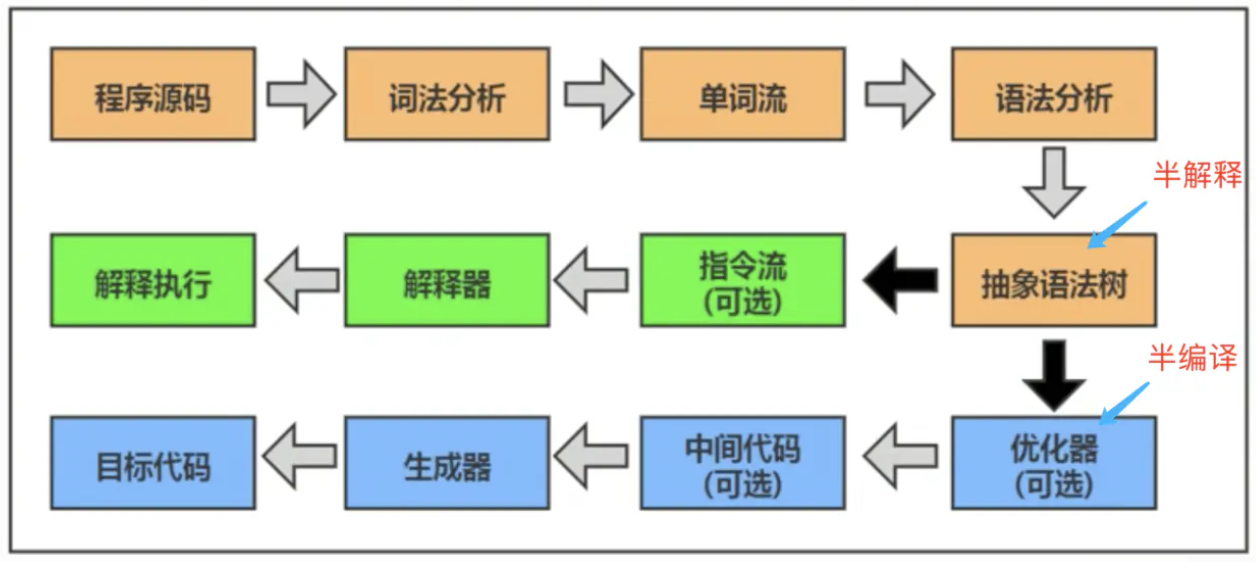 程序源码
词法分析
单词流
语法分析
半解释
解释执行
解释器
指令流
(可选)
抽象语法树
半编译
目标代码
生成器
中间代码
(可选)
优化器
(可选)